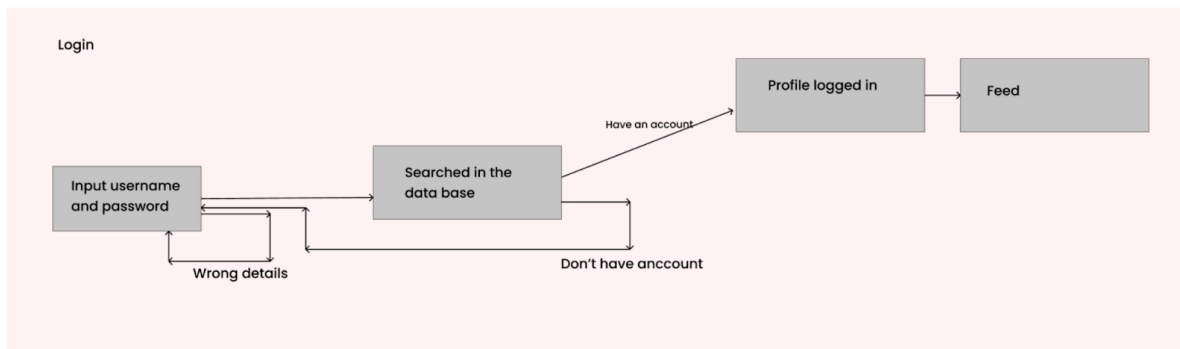 Login
Input username
and password
Wrong details
Searched in the
data base
Have an account
Don't have anccount
Profile logged in
Feed